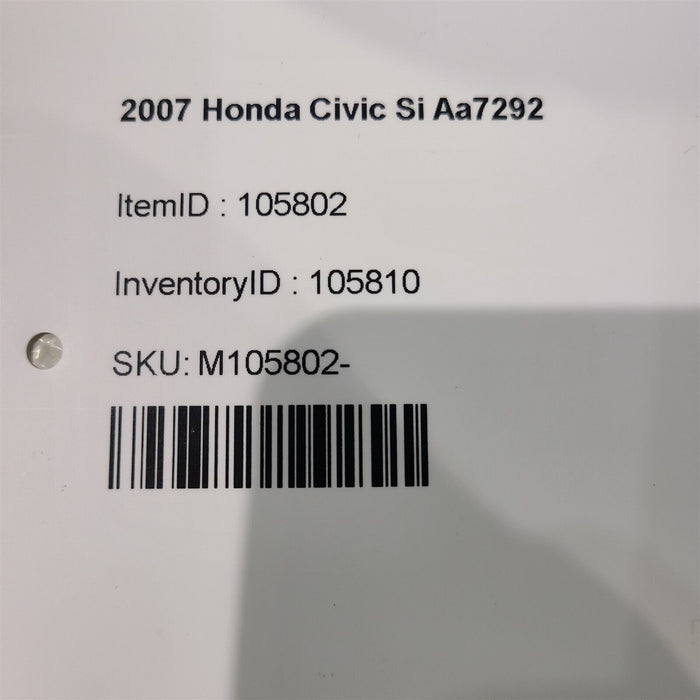 2007 Honda Civic Si Aa7292
ItemID : 105802
InventoryID : 105810
SKU: M105802-